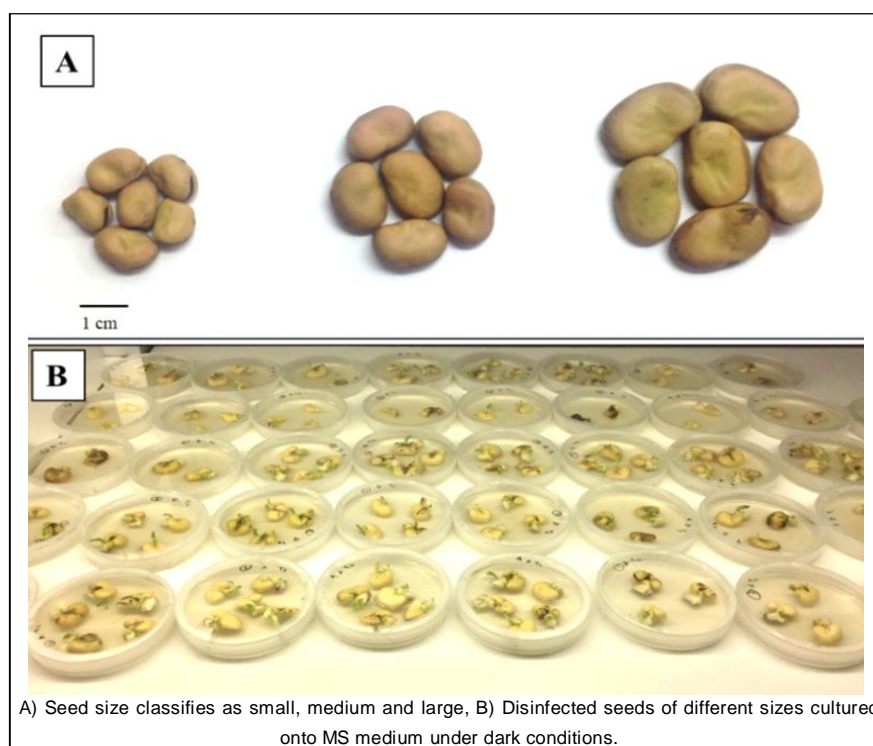 A
1 cm
B
A) Seed size classifies as small, medium and large, B) Disinfected seeds of different sizes cultured
onto MS medium under dark conditions.